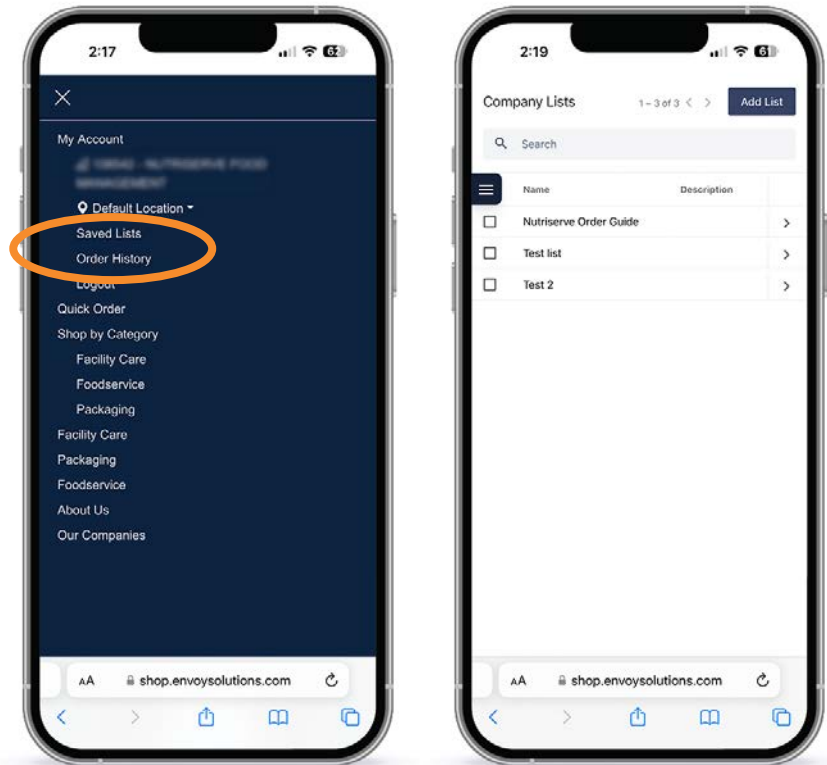 2:17
62
My Account
Default Location
Saved Lists
Order History
Logout
Quick Order
Shop by Category
Facility Care
Foodservice
Packaging
Facility Care
Packaging
Foodservice
About Us
Our Companies
AA shop.envoysolutions.com
2:19
61
Company Lists 1 – 3 of 3 < > Add List
Search
Name Description
Nutriserve Order Guide
Test list
Test 2
AA shop.envoysolutions.com